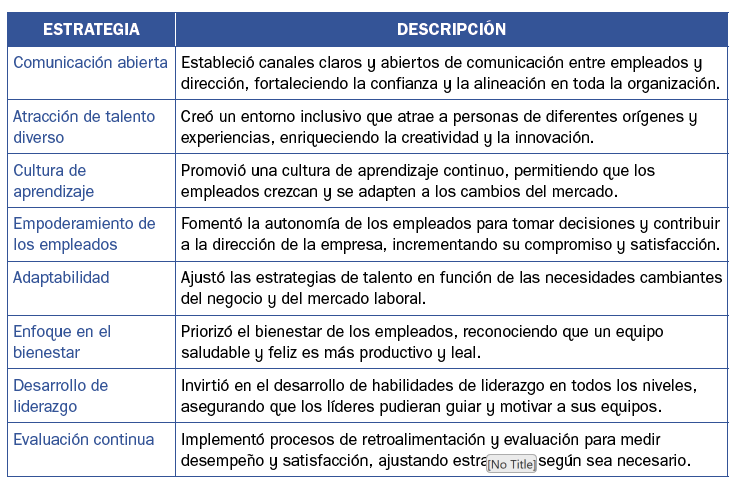 ESTRATEGIA
DESCRIPCIÓN
Comunicación abierta
Estableció canales claros y abiertos de comunicación entre empleados y
dirección, fortaleciendo la confianza y la alineación en toda la organización.
Atracción de talento
diverso
Creó un entorno inclusivo que atrae a personas de diferentes orígenes y
experiencias, enriqueciendo la creatividad y la innovación.
Cultura de
aprendizaje
Promovió una cultura de aprendizaje continuo, permitiendo que los
empleados crezcan y se adapten a los cambios del mercado.
Empoderamiento de
los empleados
Fomentó la autonomía de los empleados para tomar decisiones y contribuir
a la dirección de la empresa, incrementando su compromiso y satisfacción.
Adaptabilidad
Ajustó las estrategias de talento en función de las necesidades cambiantes
del negocio y del mercado laboral.
Enfoque en el
bienestar
Priorizó el bienestar de los empleados, reconociendo que un equipo
saludable y feliz es más productivo y leal.
Desarrollo de
liderazgo
Invirtió en el desarrollo de habilidades de liderazgo en todos los niveles,
asegurando que los líderes pudieran guiar y motivar a sus equipos.
Evaluación continua
Implementó procesos de retroalimentación y evaluación para medir
desempeño y satisfacción, ajustando [No Title] según sea necesario.